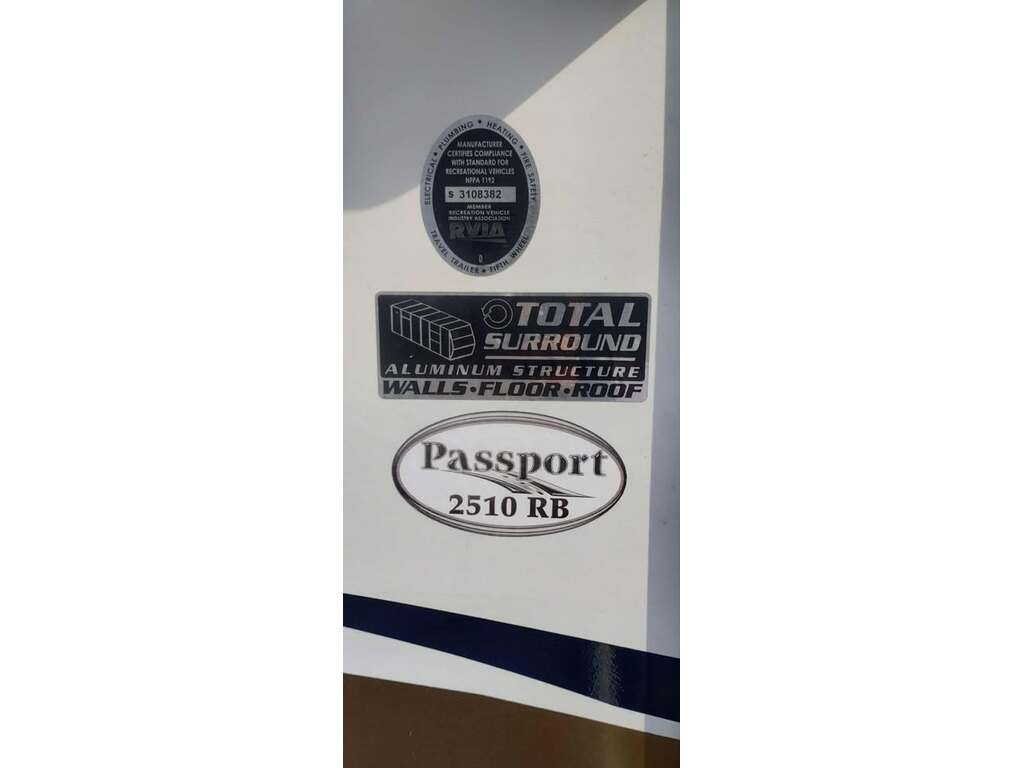 ELECTRICAL • PLUMBING • HEATING • FIRE SAFETY
MANUFACTURER
CERTIFIES COMPLIANCE
WITH STANDARD FOR
RECREATIONAL VEHICLES
NFPA 1192
S 3108382
MEMBER
RECREATION VEHICLE
INDUSTRY ASSOCIATION
RVIA
TRAVEL TRAILER • FIFTH WHEEL
TOTAL
SURROUND
ALUMINUM STRUCTURE
WALLS•FLOOR•ROOF
Passport
2510 RB